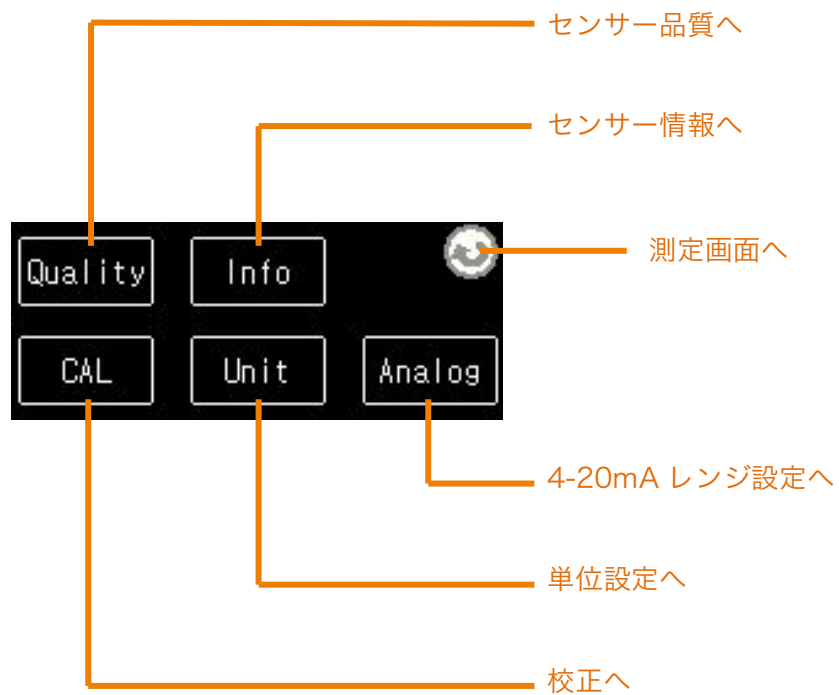 センサー品質へ
センサー情報へ
測定画面へ
Quality
Info
CAL
Unit
Analog
4-20mA レンジ設定へ
単位設定へ
校正へ